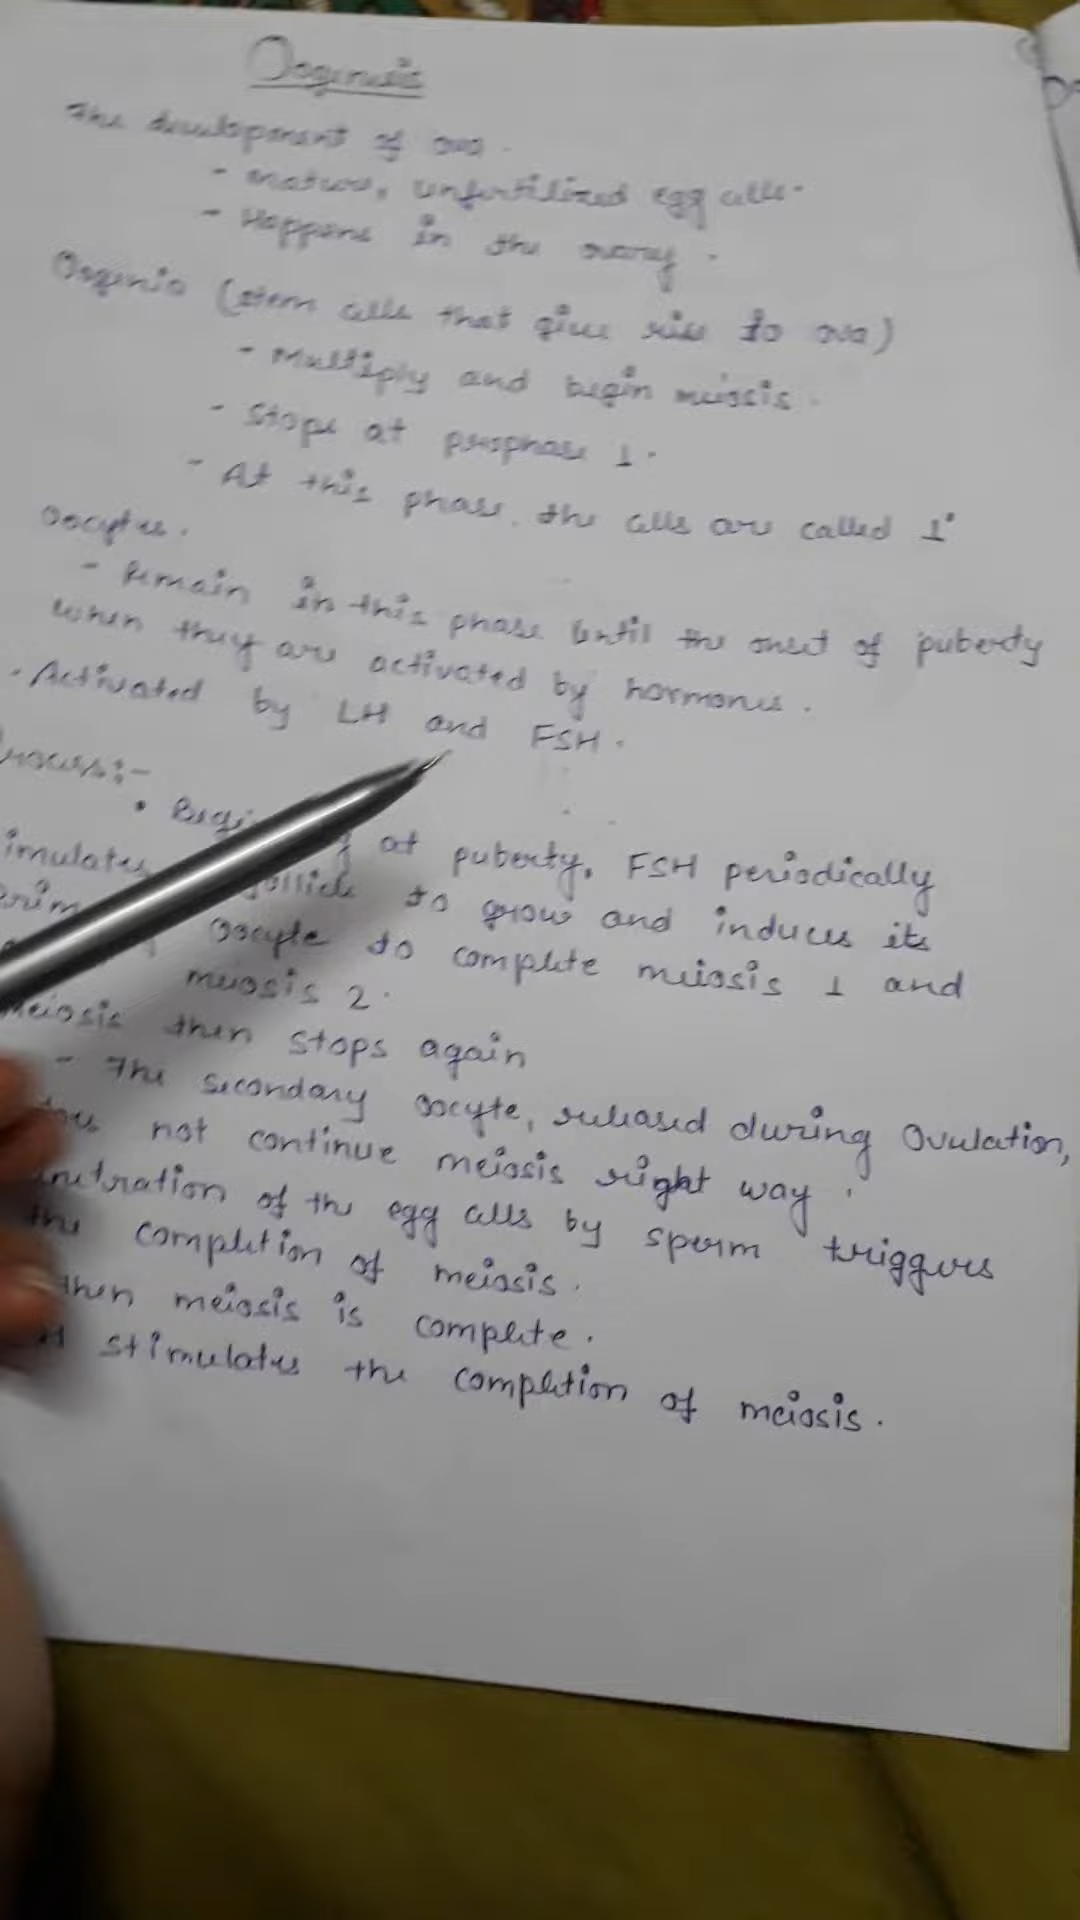 Oogenesis
The development of ova.
- mature, unfertilized egg cells.
- Happens in the ovary.
Oogonia (stem cells that give rise to ova)
- Multiply and begin meiosis.
- Stops at prophase 1.
- At this phase, the cells are called 1°
oocytes.
- Remain in this phase until the onset of puberty
when they are activated by hormones.
. Activated by LH and FSH.
:-
• at puberty, FSH periodically
follicle to grow and induces its
oocyte to complete meiosis 1 and
meiosis 2.
meiosis then stops again
- The secondary oocyte, released during Ovulation,
not continue meiosis right way.
of the egg cells by sperm triggers
the completion of meiosis.
then meiosis is complete.
stimulates the completion of meiosis.